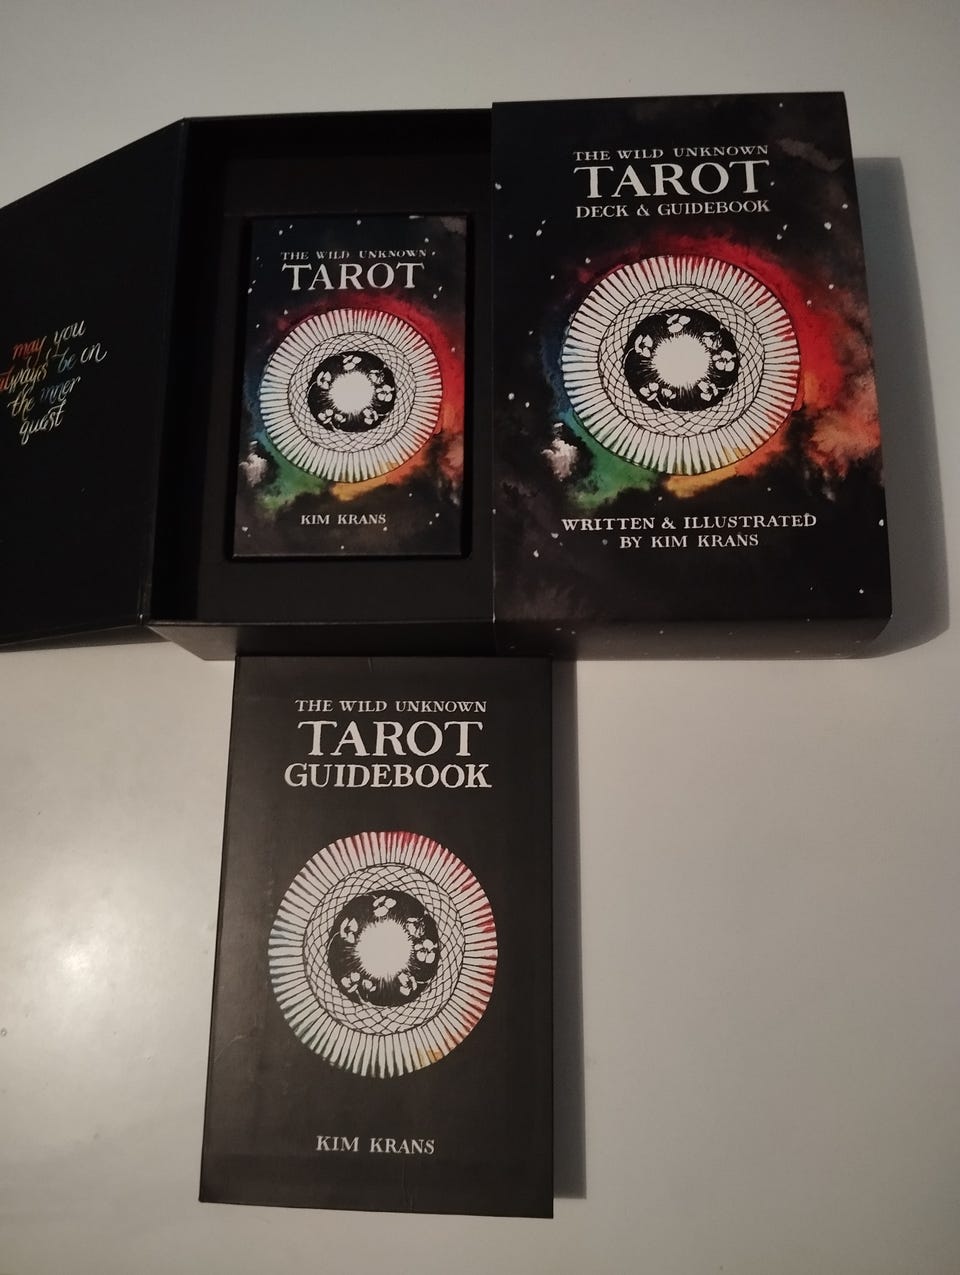 may you
always be on
the inner
quest
THE WILD UNKNOWN
TAROT
KIM KRANS
THE WILD UNKNOWN
TAROT
DECK & GUIDEBOOK
WRITTEN & ILLUSTRATED
BY KIM KRANS
THE WILD UNKNOWN
TAROT
GUIDEBOOK
KIM KRANS